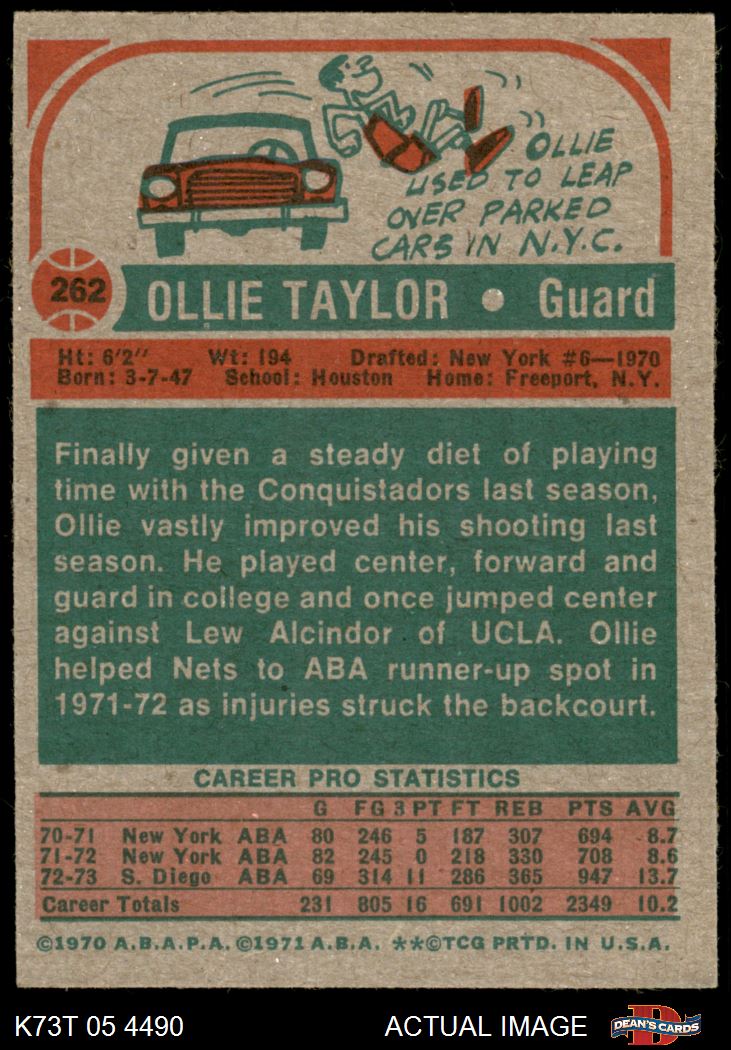 OLLIE
USED TO LEAP
OVER PARKED
CARS IN N.Y.C.
262 OLLIE TAYLOR • Guard
Ht: 6'2" Wt: 194 Drafted: New York #6—1970
Born: 3-7-47 School: Houston Home: Freeport, N.Y.
Finally given a steady diet of playing
time with the Conquistadors last season,
Ollie vastly improved his shooting last
season. He played center, forward and
guard in college and once jumped center
against Lew Alcindor of UCLA. Ollie
helped Nets to ABA runner-up spot in
1971-72 as injuries struck the backcourt.
CAREER PRO STATISTICS
G FG 3 PT FT REB PTS AVG
70-71 New York ABA 80 246 5 187 307 694 8.7
71-72 New York ABA 82 245 0 218 330 708 8.6
72-73 S. Diego ABA 69 314 11 286 365 947 13.7
Career Totals 231 805 16 691 1002 2349 10.2
©1970 A.B.A.P.A. ©1971 A.B.A. **©TCG PRTD. IN U.S.A.
K73T 05 4490 ACTUAL IMAGE D DEAN'S CARDS